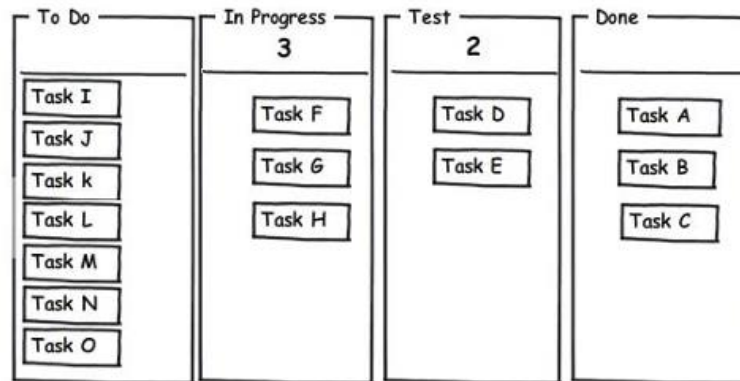 To Do
Task I
Task J
Task k
Task L
Task M
Task N
Task O
In Progress
3
Task F
Task G
Task H
Test
2
Task D
Task E
Done
Task A
Task B
Task C